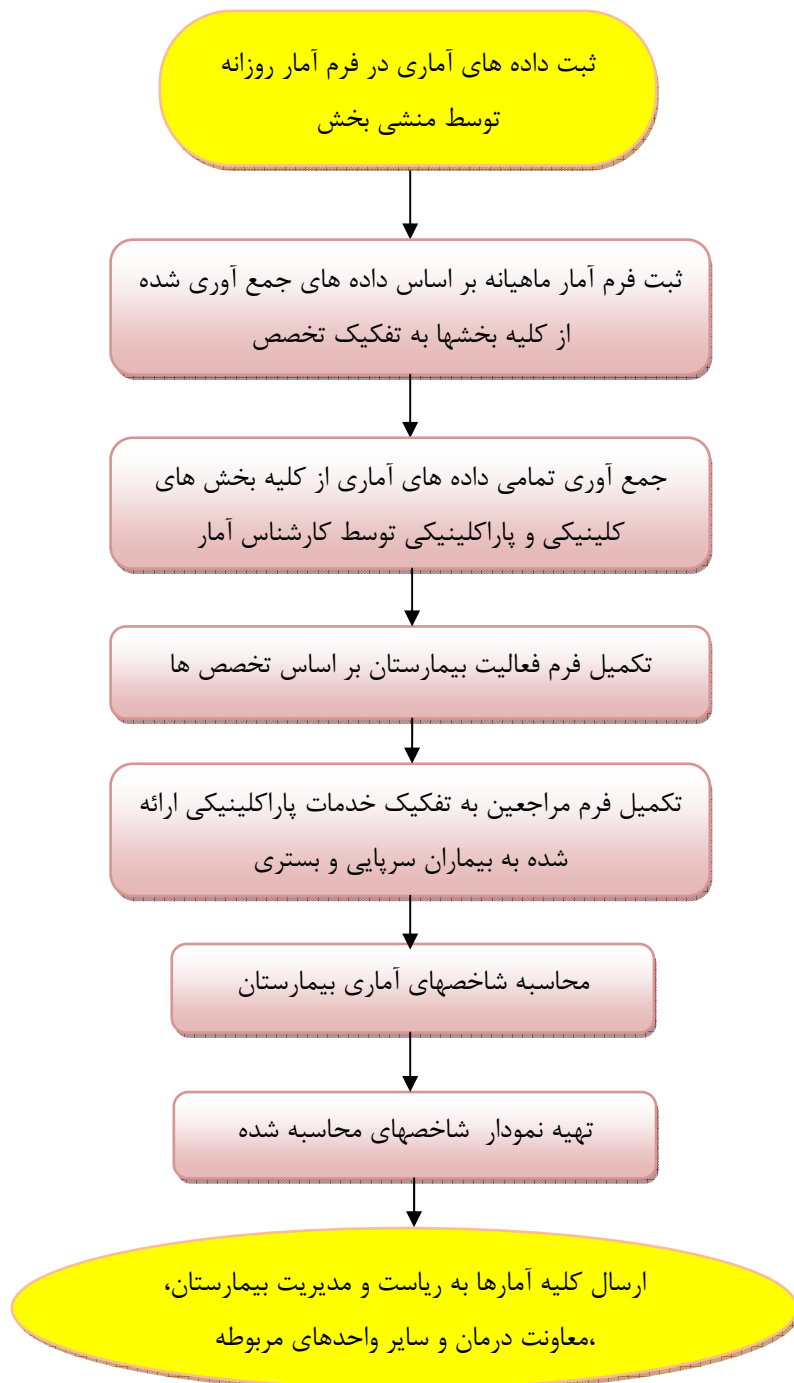 ثبت داده های آماری در فرم آمار روزانه
توسط منشی بخش
ثبت فرم آمار ماهیانه بر اساس داده های جمع آوری شده
از کلیه بخشها به تفکیک تخصص
جمع آوری تمامی داده های آماری از کلیه بخش های
کلینیکی و پاراکلینیکی توسط کارشناس آمار
تکمیل فرم فعالیت بیمارستان بر اساس تخصص ها
تکمیل فرم مراجعین به تفکیک خدمات پاراکلینیکی ارائه
شده به بیماران سرپایی و بستری
محاسبه شاخصهای آماری بیمارستان
تهیه نمودار شاخصهای محاسبه شده
ارسال کلیه آمارها به ریاست و مدیریت بیمارستان،
،معاونت درمان و سایر واحدهای مربوطه